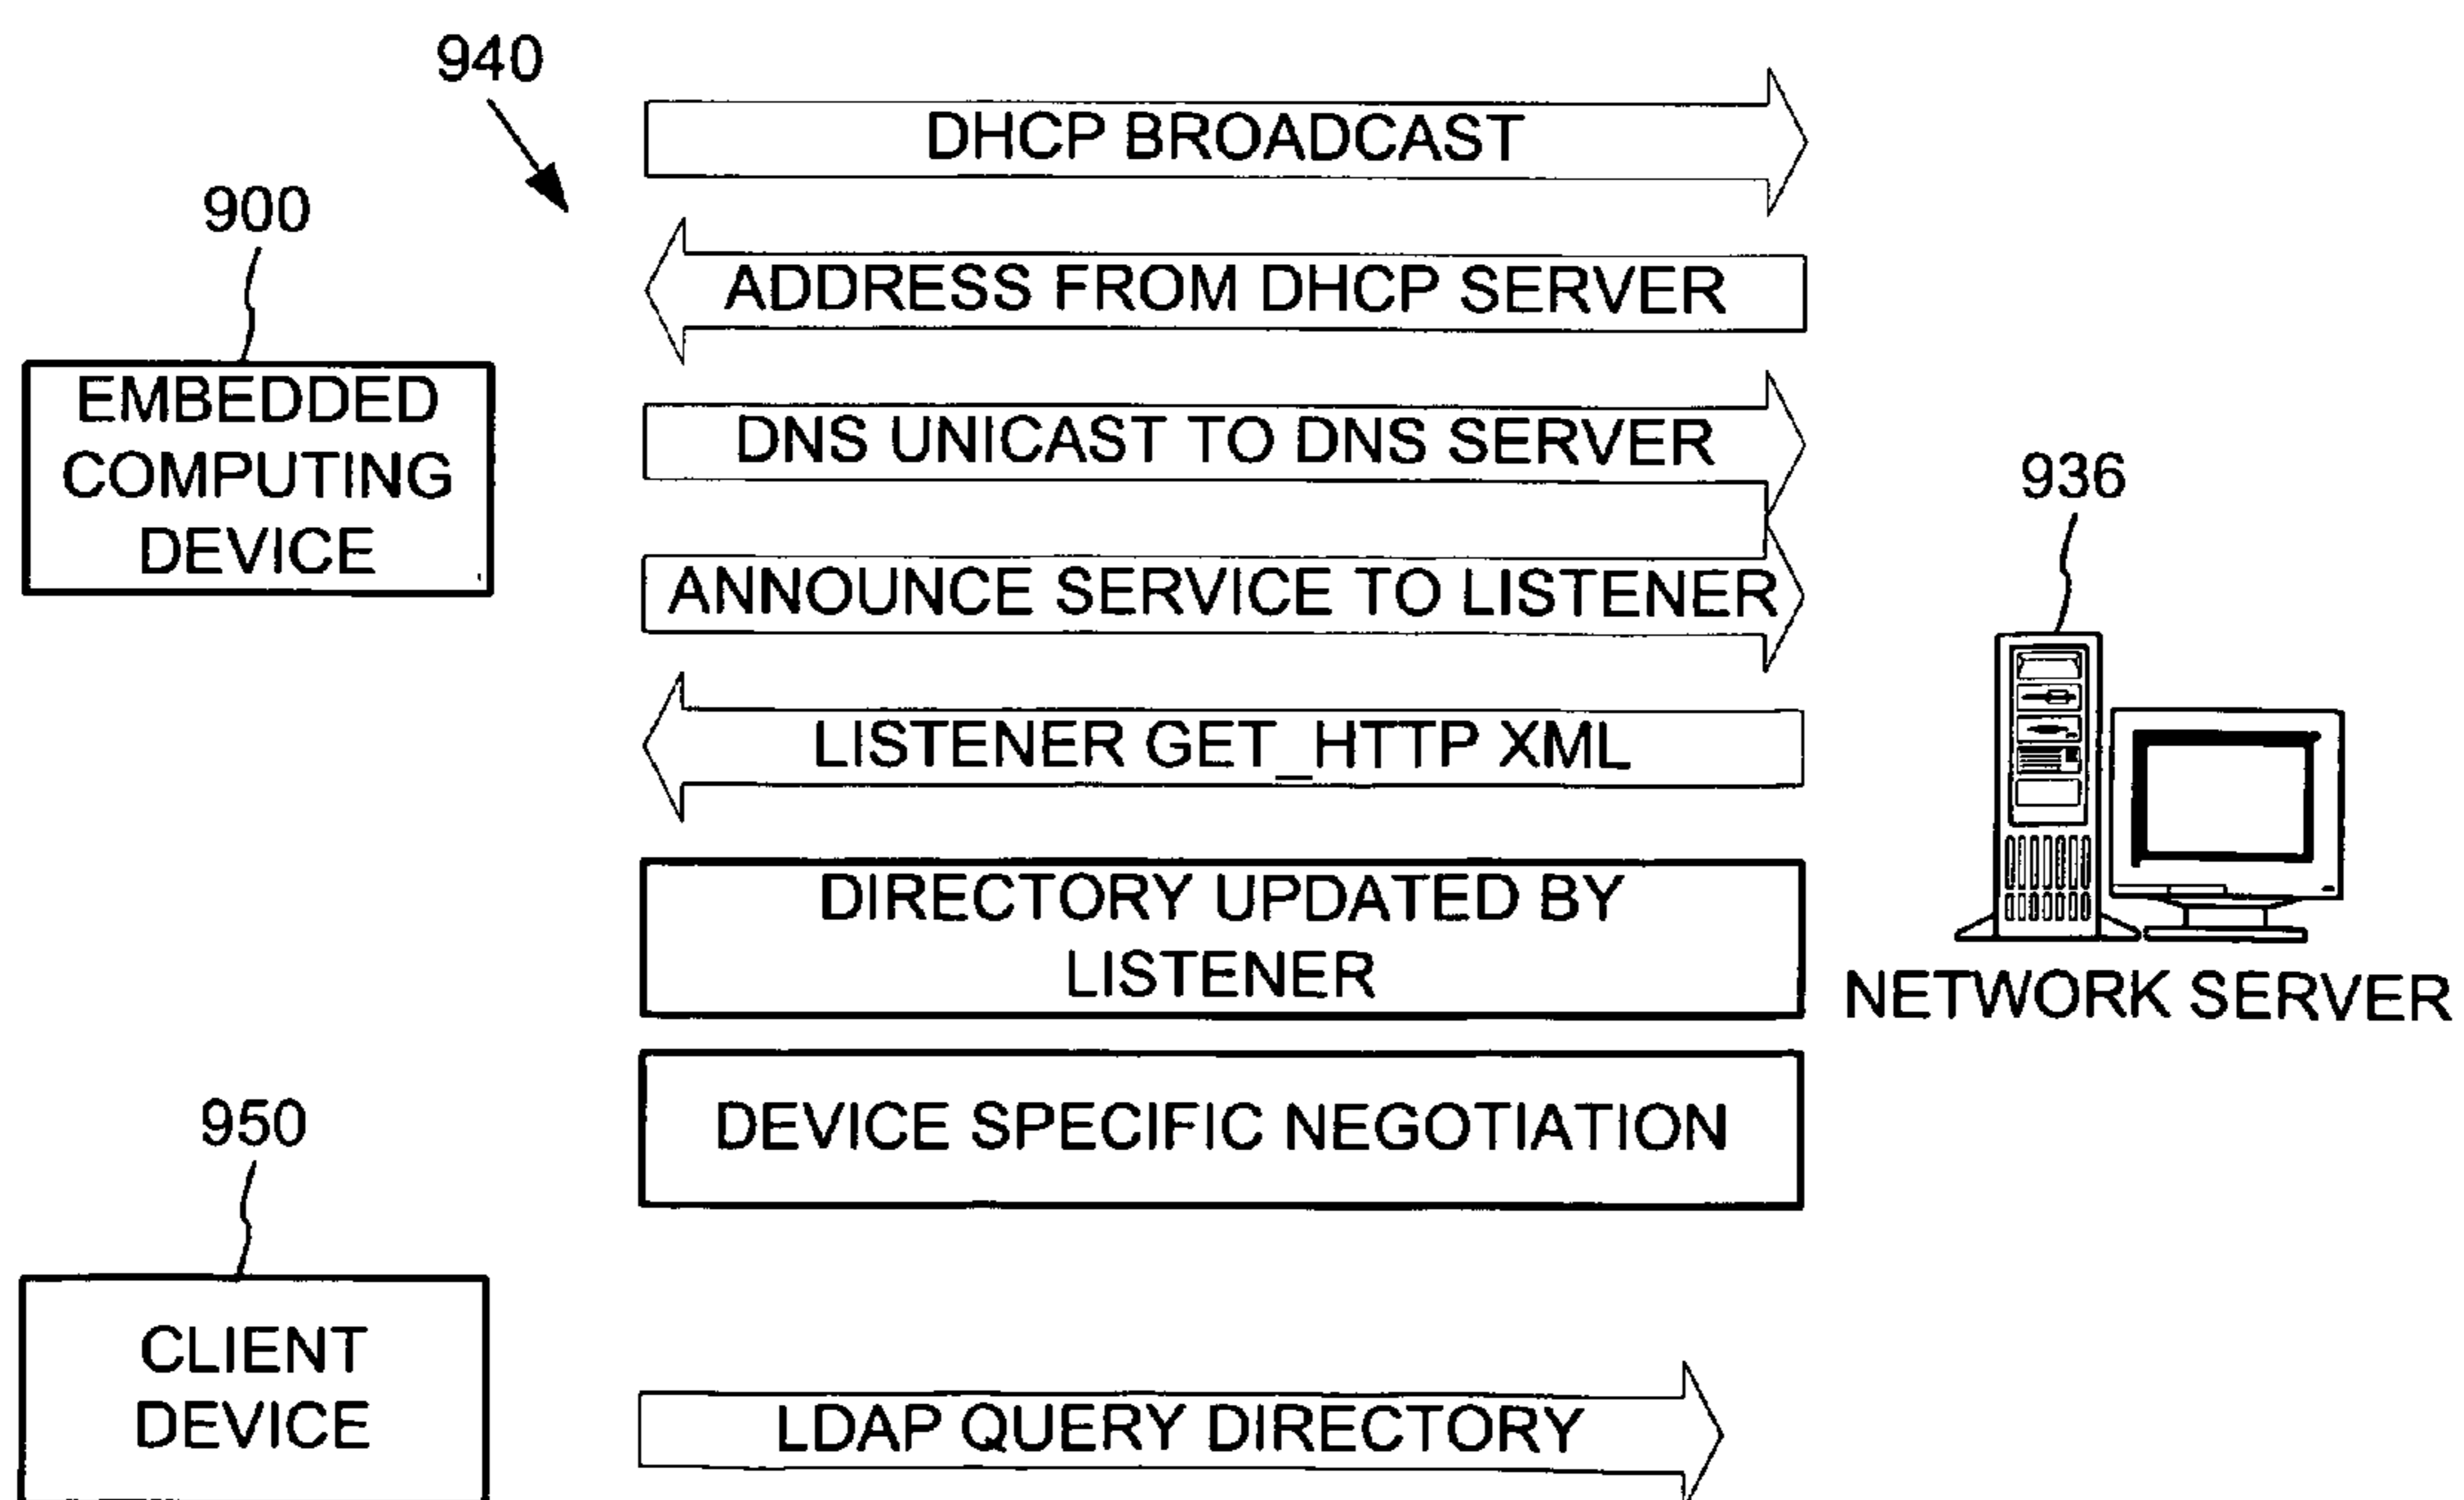 940
DHCP BROADCAST
900
ADDRESS FROM DHCP SERVER
EMBEDDED
COMPUTING
DEVICE
DNS UNICAST TO DNS SERVER
936
ANNOUNCE SERVICE TO LISTENER
LISTENER GET_HTTP XML
DIRECTORY UPDATED BY
LISTENER
NETWORK SERVER
DEVICE SPECIFIC NEGOTIATION
950
CLIENT
DEVICE
LDAP QUERY DIRECTORY